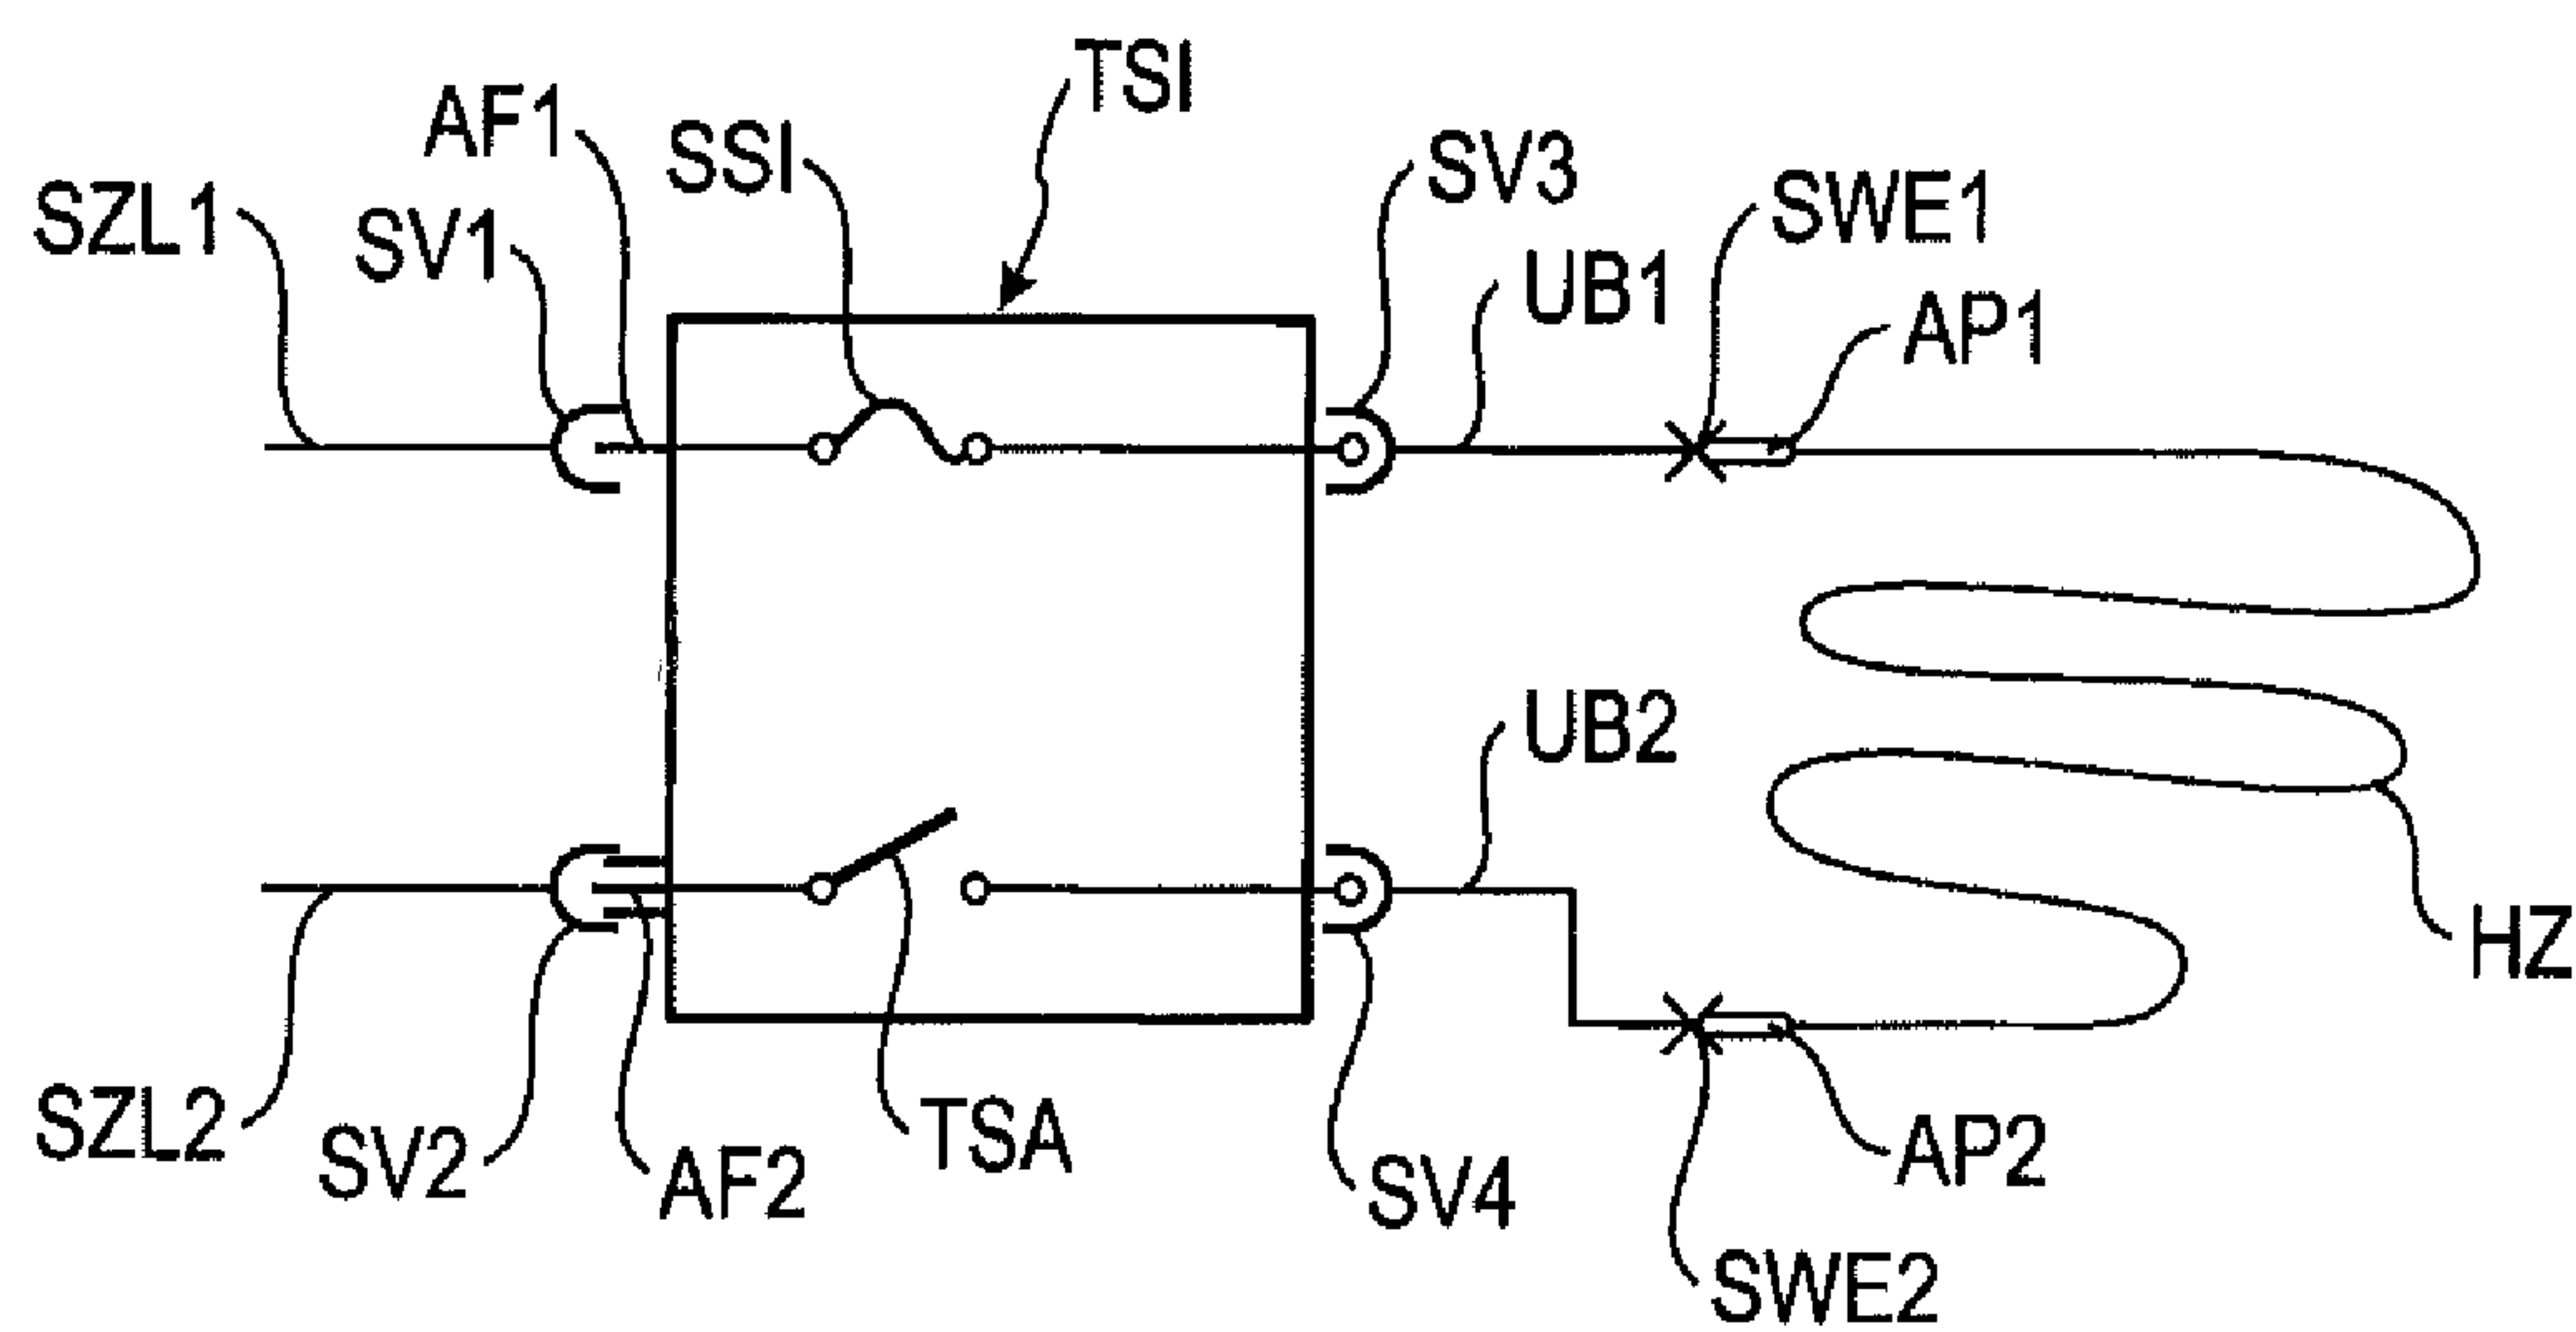 TSI
AF1
SSI
SV3
SZL1
SV1
SWE1
UB1
AP1
UB2
HZ
SZL2
SV2
AF2
TSA
SV4
AP2
SWE2